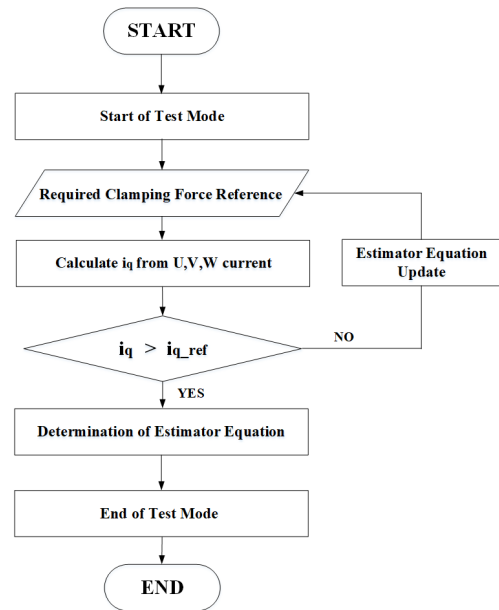 START
Start of Test Mode
Required Clamping Force Reference
Calculate iq from U,V,W current
Estimator Equation
Update
iq > iq_ref
NO
YES
Determination of Estimator Equation
End of Test Mode
END